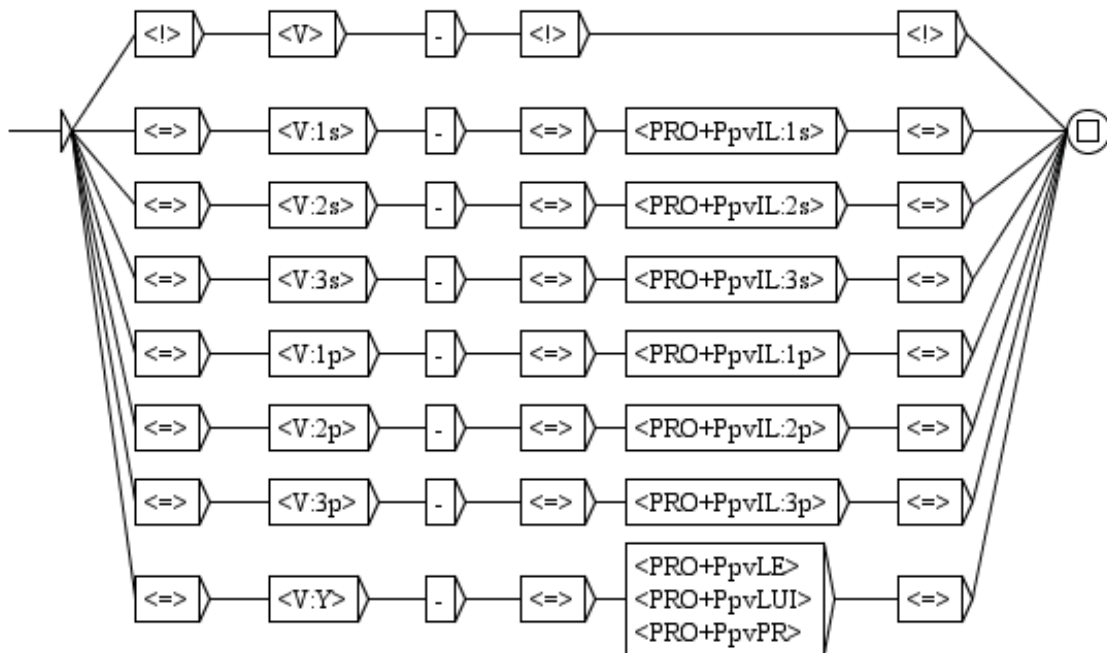 <!> <V> - <!> <!>
<=> <V:1s> - <=> <PRO+PpvIL:1s> <=>
<=> <V:2s> - <=> <PRO+PpvIL:2s> <=>
<=> <V:3s> - <=> <PRO+PpvIL:3s> <=>
<=> <V:1p> - <=> <PRO+PpvIL:1p> <=>
<=> <V:2p> - <=> <PRO+PpvIL:2p> <=>
<=> <V:3p> - <=> <PRO+PpvIL:3p> <=>
<PRO+PpvLE>
<=> <V:Y> - <=> <PRO+PpvLUI> <=>
<PRO+PpvPR>